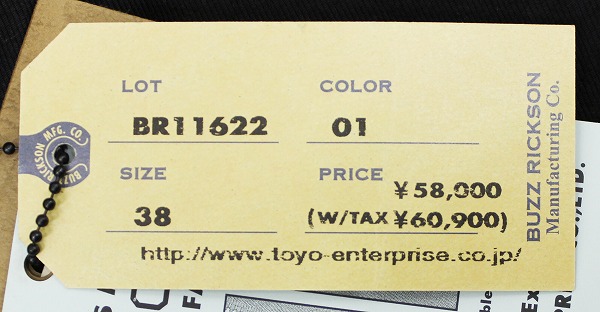 LOT
BR11622
COLOR
01
SIZE
38
PRICE
¥58,000
(W/TAX ¥60,900)
http://www.toyo-enterprise.co.jp/
BUZZ RICKSON
Manufacturing Co.
BUZZ RICKSON MFG. CO.